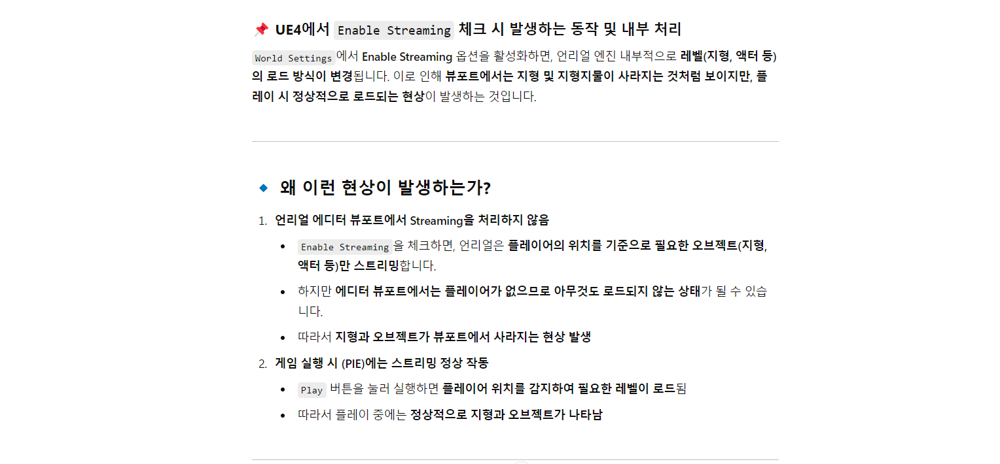 📌 UE4에서 Enable Streaming 체크 시 발생하는 동작 및 내부 처리
World Settings에서 Enable Streaming 옵션을 활성화하면, 언리얼 엔진 내부적으로 레벨(지형, 액터 등)
의 로드 방식이 변경됩니다. 이로 인해 뷰포트에서는 지형 및 지형지물이 사라지는 것처럼 보이지만, 플
레이 시 정상적으로 로드되는 현상이 발생하는 것입니다.
🔹 왜 이런 현상이 발생하는가?
1. 언리얼 에디터 뷰포트에서 Streaming을 처리하지 않음
• Enable Streaming을 체크하면, 언리얼은 플레이어의 위치를 기준으로 필요한 오브젝트(지형,
액터 등)만 스트리밍합니다.
• 하지만 에디터 뷰포트에서는 플레이어가 없으므로 아무것도 로드되지 않는 상태가 될 수 있습
니다.
• 따라서 지형과 오브젝트가 뷰포트에서 사라지는 현상 발생
2. 게임 실행 시 (PIE)에는 스트리밍 정상 작동
• Play 버튼을 눌러 실행하면 플레이어 위치를 감지하여 필요한 레벨이 로드됨
• 따라서 플레이 중에는 정상적으로 지형과 오브젝트가 나타남